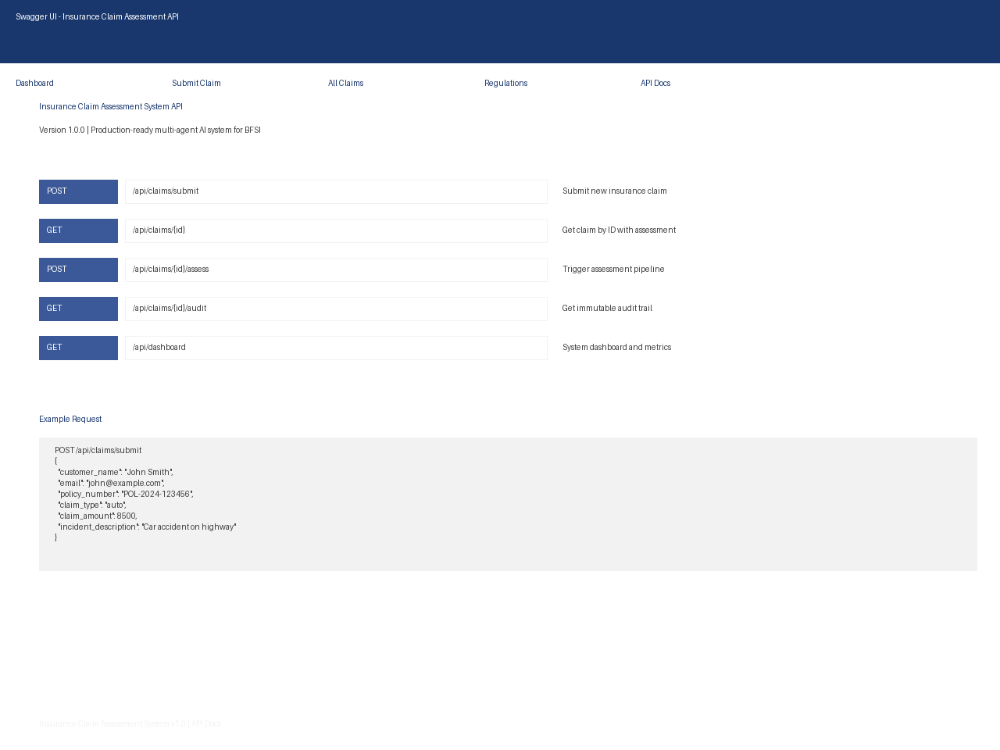 Swagger UI - Insurance Claim Assessment API
Dashboard Submit Claim All Claims Regulations API Docs
Insurance Claim Assessment System API
Version 1.0.0 | Production-ready multi-agent AI system for BFSI
POST /api/claims/submit Submit new insurance claim
GET /api/claims/{id} Get claim by ID with assessment
POST /api/claims/{id}/assess Trigger assessment pipeline
GET /api/claims/{id}/audit Get immutable audit trail
GET /api/dashboard System dashboard and metrics
Example Request
POST /api/claims/submit
{
"customer_name": "John Smith",
"email": "john@example.com",
"policy_number": "POL-2024-123456",
"claim_type": "auto",
"claim_amount": 8500,
"incident_description": "Car accident on highway"
}
Insurance Claim Assessment System v1.0 | API Docs